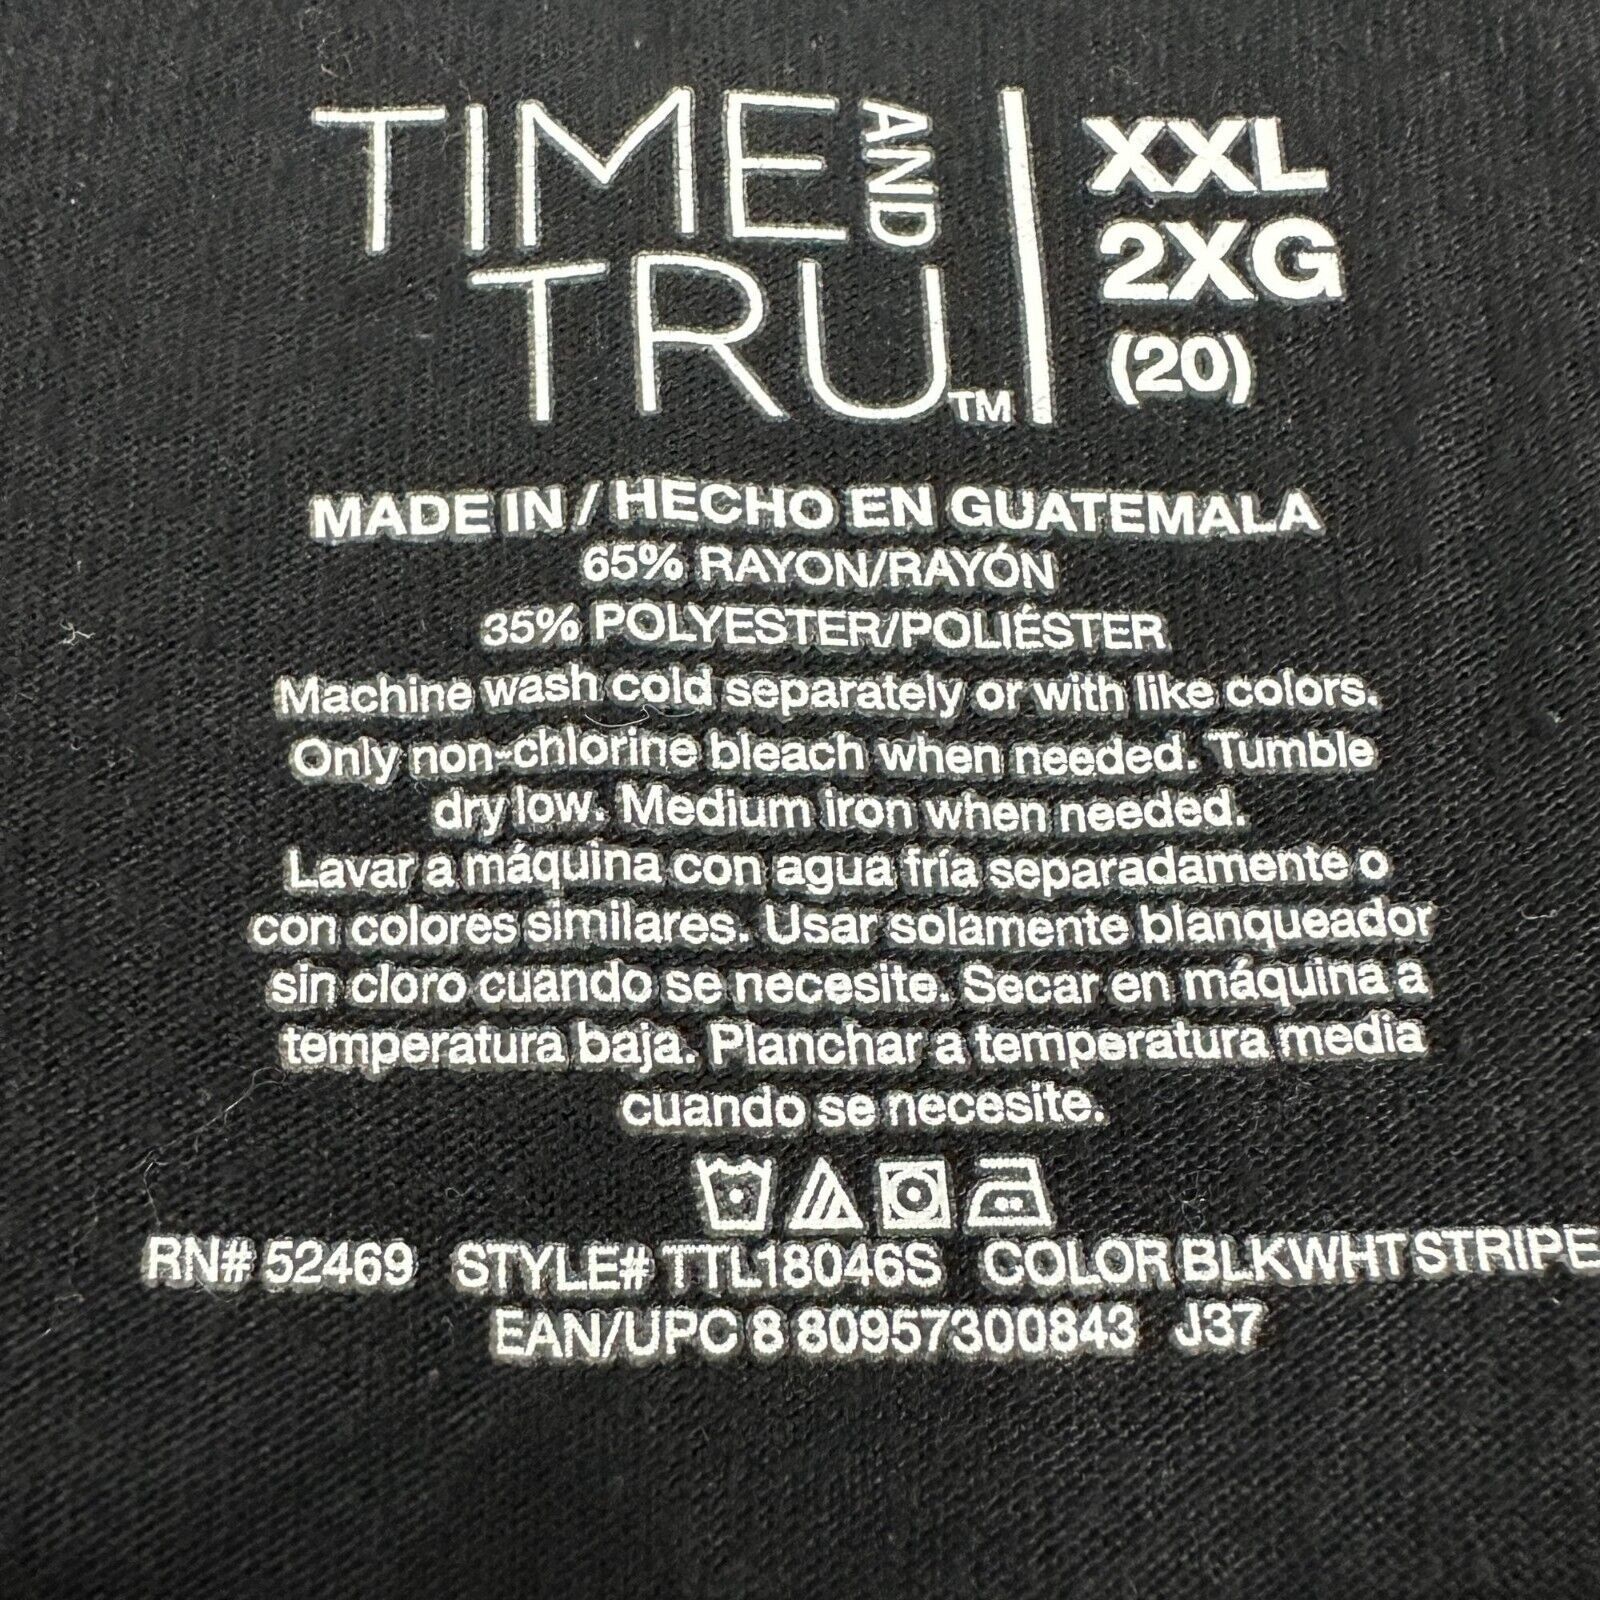 TIME AND
TRU™
XXL
2XG
(20)
MADE IN / HECHO EN GUATEMALA
65% RAYON/RAYÓN
35% POLYESTER/POLIÉSTER
Machine wash cold separately or with like colors.
Only non-chlorine bleach when needed. Tumble
dry low. Medium iron when needed.
Lavar a máquina con agua fría separadamente o
con colores similares. Usar solamente blanqueador
sin cloro cuando se necesite. Secar en máquina a
temperatura baja. Planchar a temperatura media
cuando se necesite.
RN# 52469 STYLE# TTL18046S COLOR BLKWHT STRIPE
EAN/UPC 8 80957300843 J37